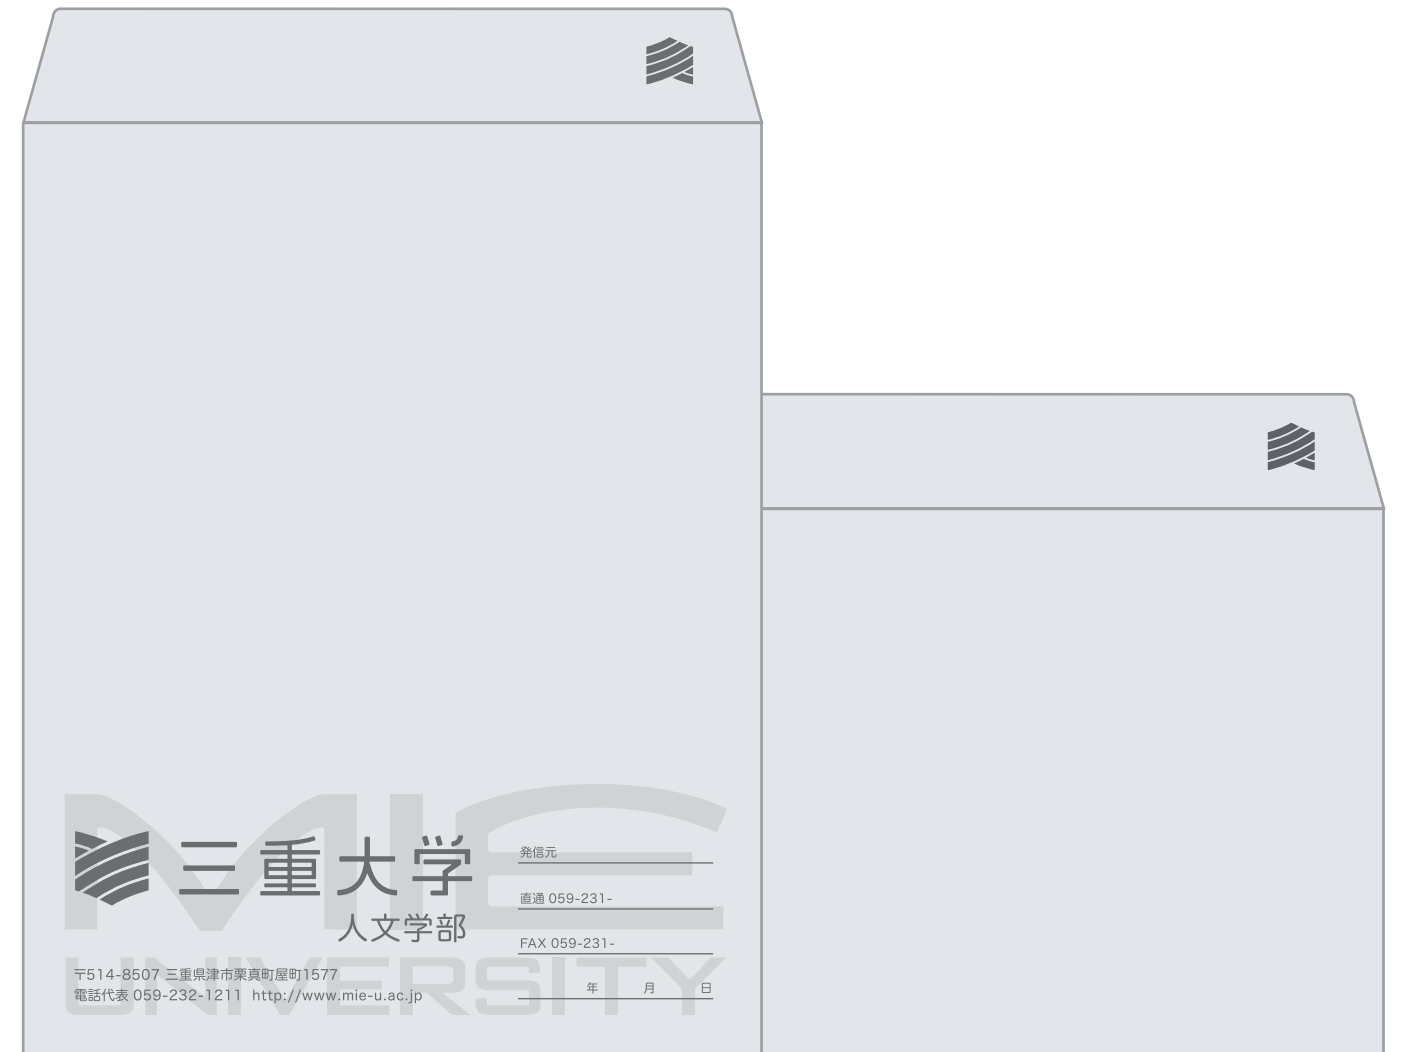 MIE
UNIVERSITY
三重大学
人文学部
〒514-8507 三重県津市栗真町屋町1577
電話代表 059-232-1211 http://www.mie-u.ac.jp
発信元
直通 059-231-
FAX 059-231-
年 月 日